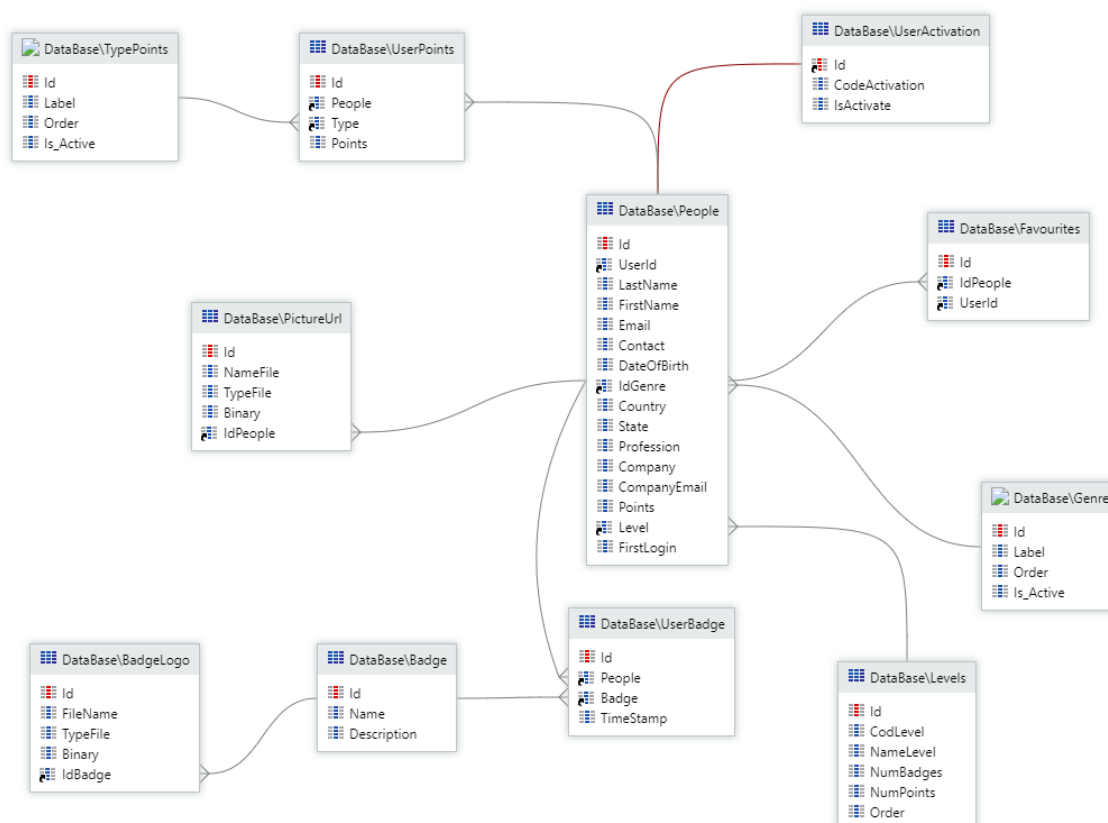 DataBase\TypePoints
Id
Label
Order
Is_Active
DataBase\UserPoints
Id
People
Type
Points
DataBase\UserActivation
Id
CodeActivation
IsActivate
DataBase\People
Id
UserId
LastName
FirstName
Email
Contact
DateOfBirth
IdGenre
Country
State
Profession
Company
CompanyEmail
Points
Level
FirstLogin
DataBase\Favourites
Id
IdPeople
UserId
DataBase\PictureUrl
Id
NameFile
TypeFile
Binary
IdPeople
DataBase\Genre
Id
Label
Order
Is_Active
DataBase\UserBadge
Id
People
Badge
TimeStamp
DataBase\BadgeLogo
Id
FileName
TypeFile
Binary
IdBadge
DataBase\Badge
Id
Name
Description
DataBase\Levels
Id
CodLevel
NameLevel
NumBadges
NumPoints
Order